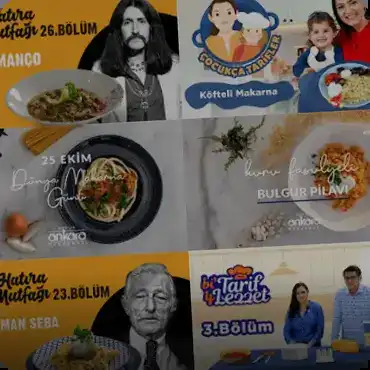 Hatıra
Mutfağı 26.BÖLÜM
MANÇO
ÇOCUKÇA TARİFLER
Köfteli Makarna
25 EKİM
Dünya Makarna
Günü
ankara
kuru fasulyeli
BULGUR PİLAVI
ankara
Hatıra
Mutfağı 23.BÖLÜM
MAN SEBA
bi Tarif
Lezzet
3.Bölüm